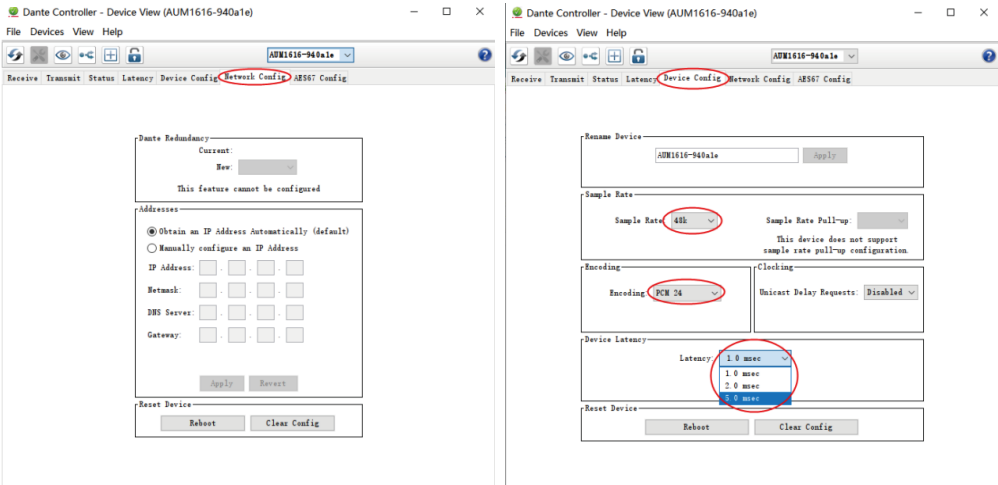 Dante Controller - Device View (AUM1616-940a1e)
File Devices View Help
AUM1616-940a1e
Receive Transmit Status Latency Device Config Network Config AES67 Config
Dante Redundancy
Current:
New:
This feature cannot be configured
Addresses
Obtain an IP Address Automatically (default)
Manually configure an IP Address
IP Address:
Netmask:
DNS Server:
Gateway:
Apply Revert
Reset Device
Reboot Clear Config
Dante Controller - Device View (AUM1616-940a1e)
File Devices View Help
AUM1616-940a1e
Receive Transmit Status Latency Device Config Network Config AES67 Config
Rename Device
AUM1616-940a1e Apply
Sample Rate
Sample Rate: 48k Sample Rate Pull-up:
This device does not support
sample rate pull-up configuration.
Encoding Clocking
Encoding: PCM 24 Unicast Delay Requests: Disabled
Device Latency
Latency: 1.0 msec
1.0 msec
2.0 msec
5.0 msec
Reset Device
Reboot Clear Config